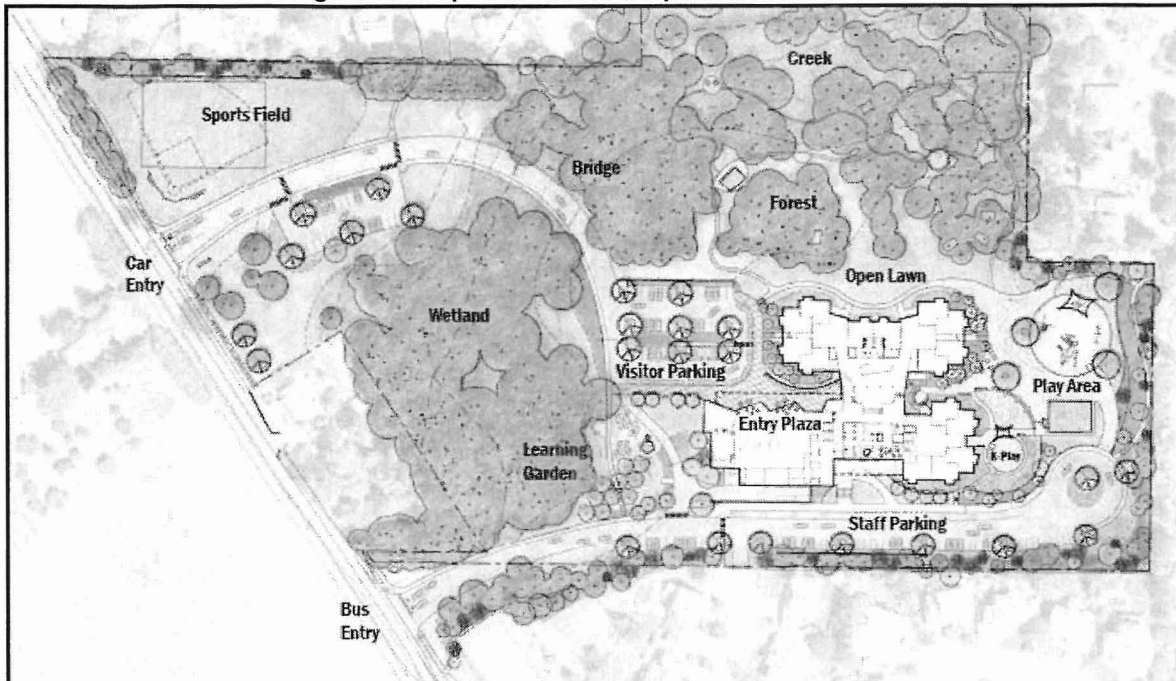 Creek
Sports Field
Bridge
Forest
Car
Entry
Open Lawn
Wetland
Visitor Parking
Play Area
Entry Plaza
K-Play
Learning
Garden
Staff Parking
Bus
Entry